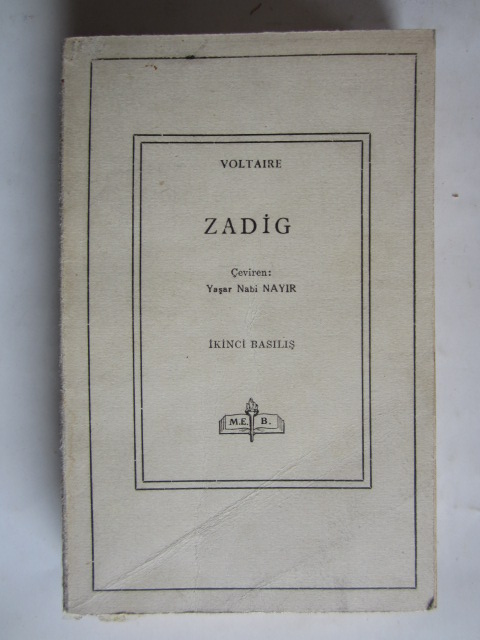 VOLTAIRE
ZADİG
Çeviren:
Yaşar Nabi NAYIR
İKİNCİ BASILIŞ
M.E. B.